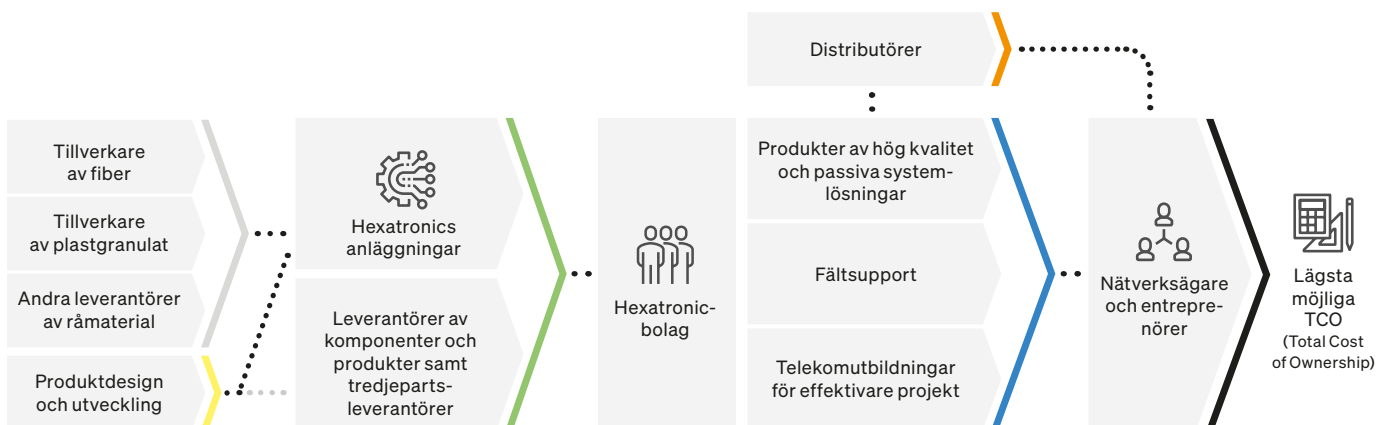 Tillverkare
av fiber
Tillverkare
av plastgranulat
Andra leverantörer
av råmaterial
Produktdesign
och utveckling
Hexatronics
anläggningar
Leverantörer av
komponenter och
produkter samt
tredjeparts-
leverantörer
Hexatronic-
bolag
Distributörer
Produkter av hög kvalitet
och passiva system-
lösningar
Fältsupport
Telekomutbildningar
för effektivare projekt
Nätverksägare
och entrepre-
nörer
Lägsta
möjliga
TCO
(Total Cost
of Ownership)